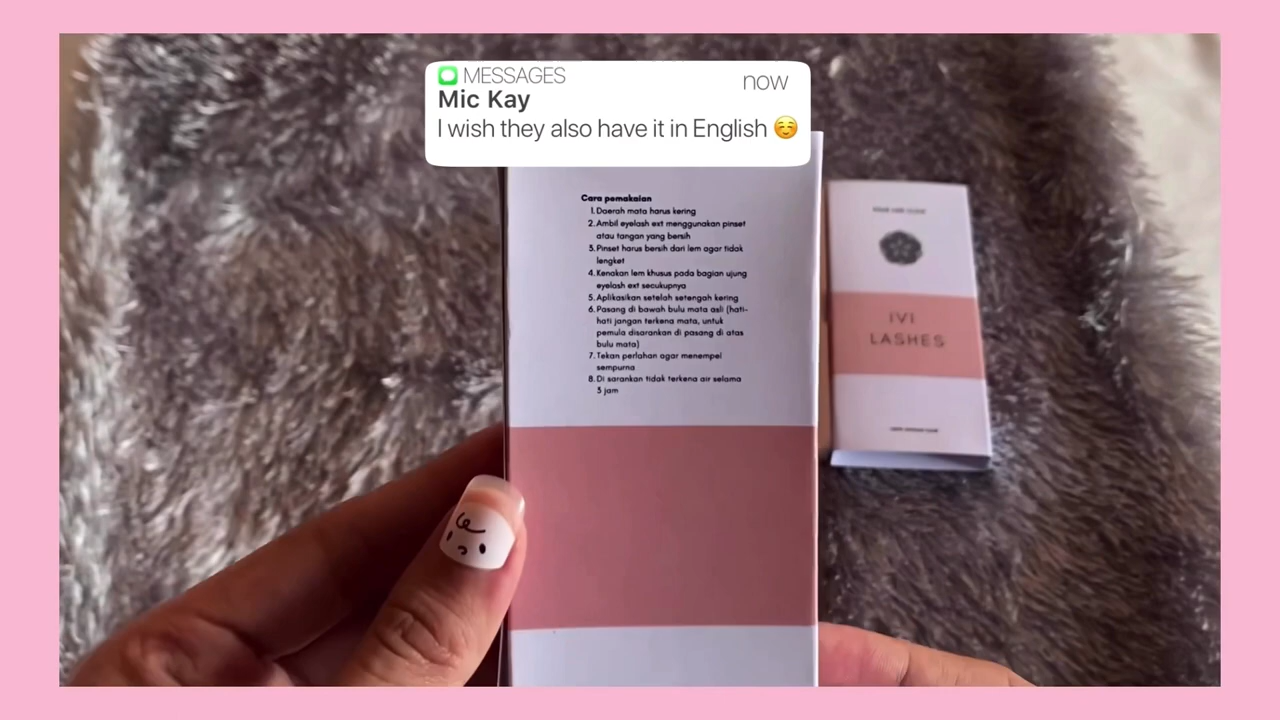 MESSAGES
now
Mic Kay
I wish they also have it in English ☺️
Cara pemakaian
1. Daerah mata harus kering
2. Ambil eyelash ext menggunakan pinset
atau tangan yang bersih
3. Pinset harus bersih dari lem agar tidak
lengket
4. Kenakan lem khusus pada bagian ujung
eyelash ext secukupnya
5. Aplikasikan setelah setengah kering
6. Pasang di bawah bulu mata asli (hati-
hati jangan terkena mata, untuk
pemula disarankan di pasang di atas
bulu mata)
7. Tekan perlahan agar menempel
sempurna
8. Di sarankan tidak terkena air selama
3 jam
IVI
LASHES